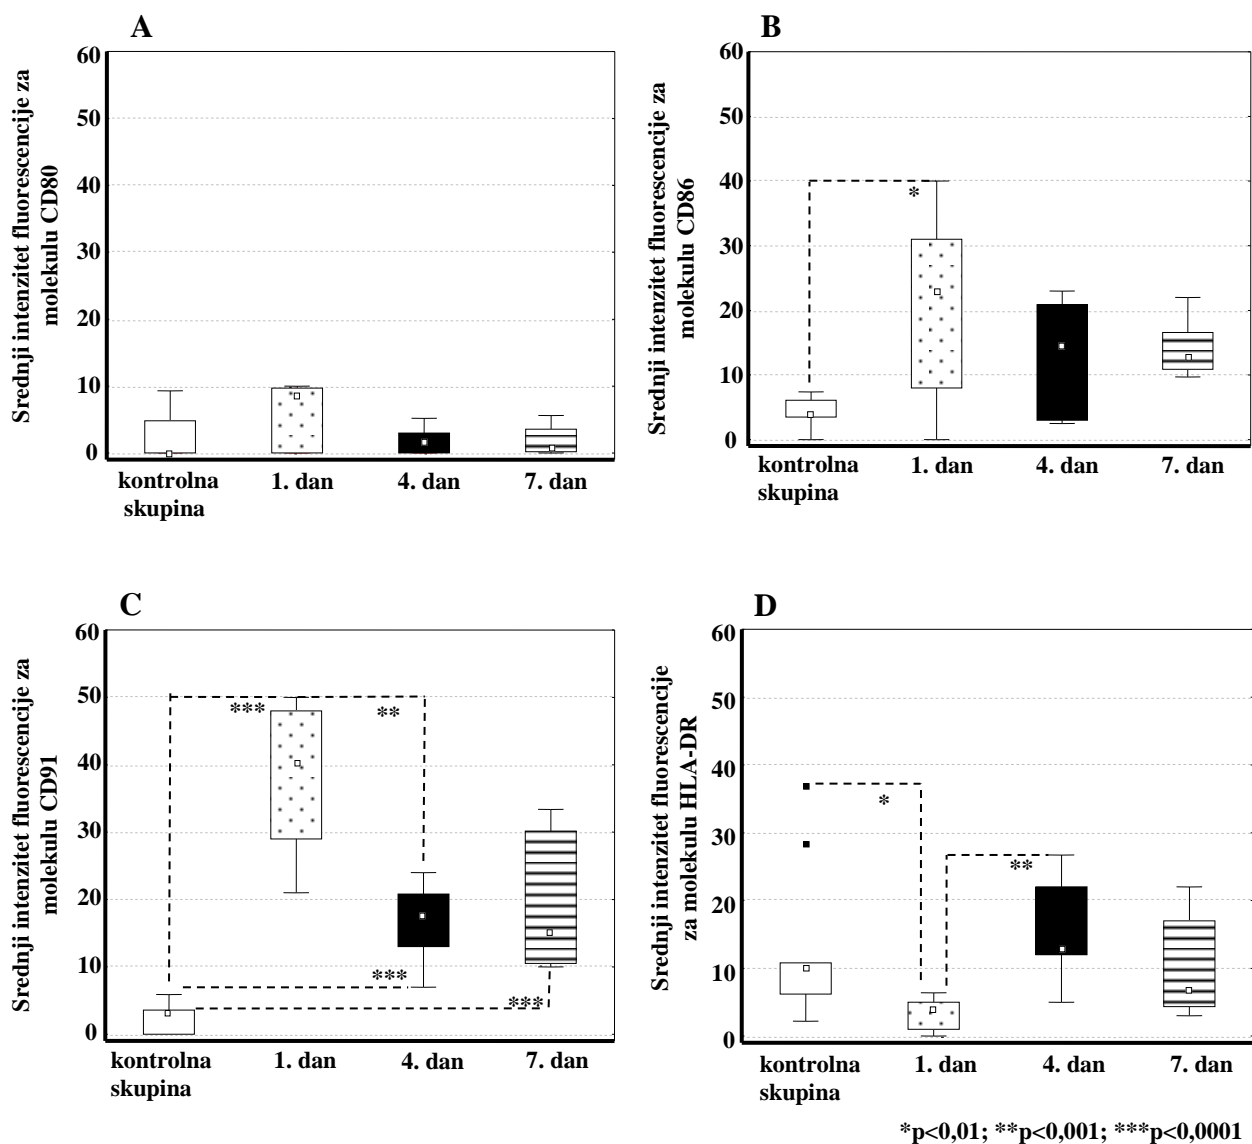 A
Srednji intenzitet fluorescencije za
molekulu CD80
60
50
40
30
20
10
0
kontrolna
skupina
1. dan
4. dan
7. dan
B
Srednji intenzitet fluorescencije za
molekulu CD86
60
50
40
30
20
10
0
*
kontrolna
skupina
1. dan
4. dan
7. dan
C
Srednji intenzitet fluorescencije za
molekulu CD91
60
50
40
30
20
10
0
***
**
***
***
kontrolna
skupina
1. dan
4. dan
7. dan
D
Srednji intenzitet fluorescencije
za molekulu HLA-DR
60
50
40
30
20
10
0
*
**
kontrolna
skupina
1. dan
4. dan
7. dan
*p<0,01; **p<0,001; ***p<0,0001